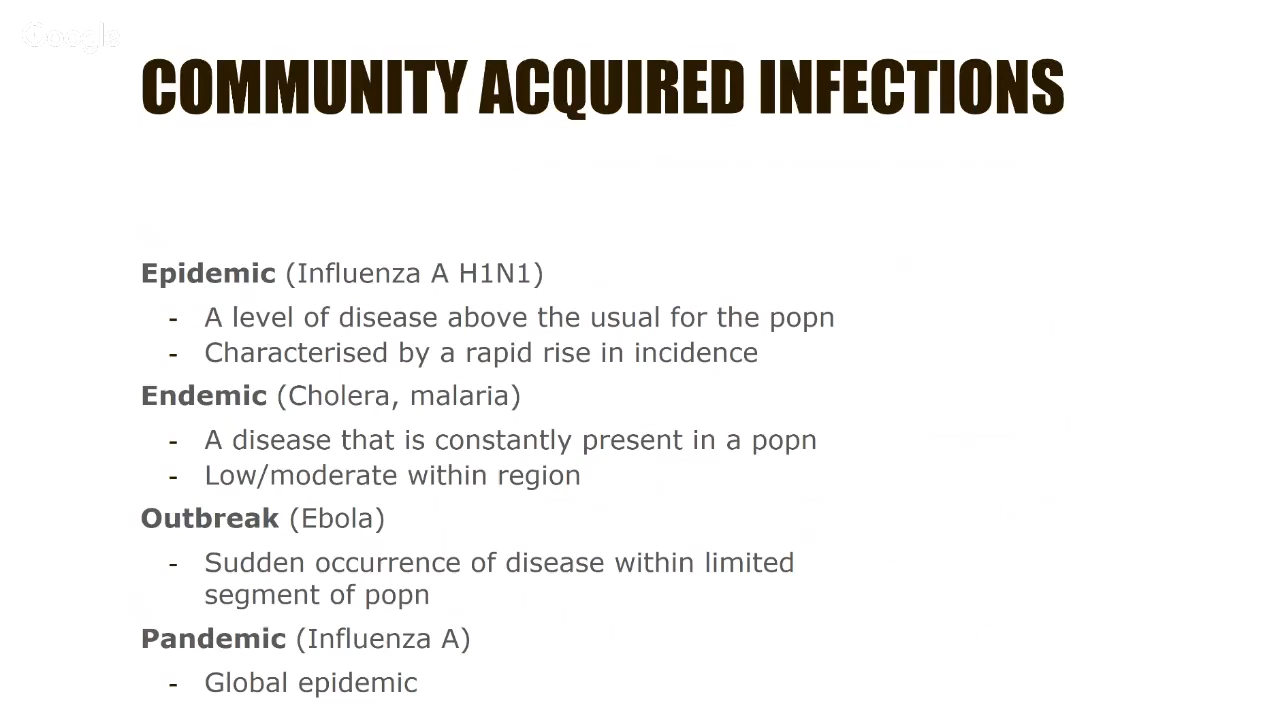 Google
COMMUNITY ACQUIRED INFECTIONS
Epidemic (Influenza A H1N1)
- A level of disease above the usual for the popn
- Characterised by a rapid rise in incidence
Endemic (Cholera, malaria)
- A disease that is constantly present in a popn
- Low/moderate within region
Outbreak (Ebola)
- Sudden occurrence of disease within limited
segment of popn
Pandemic (Influenza A)
- Global epidemic